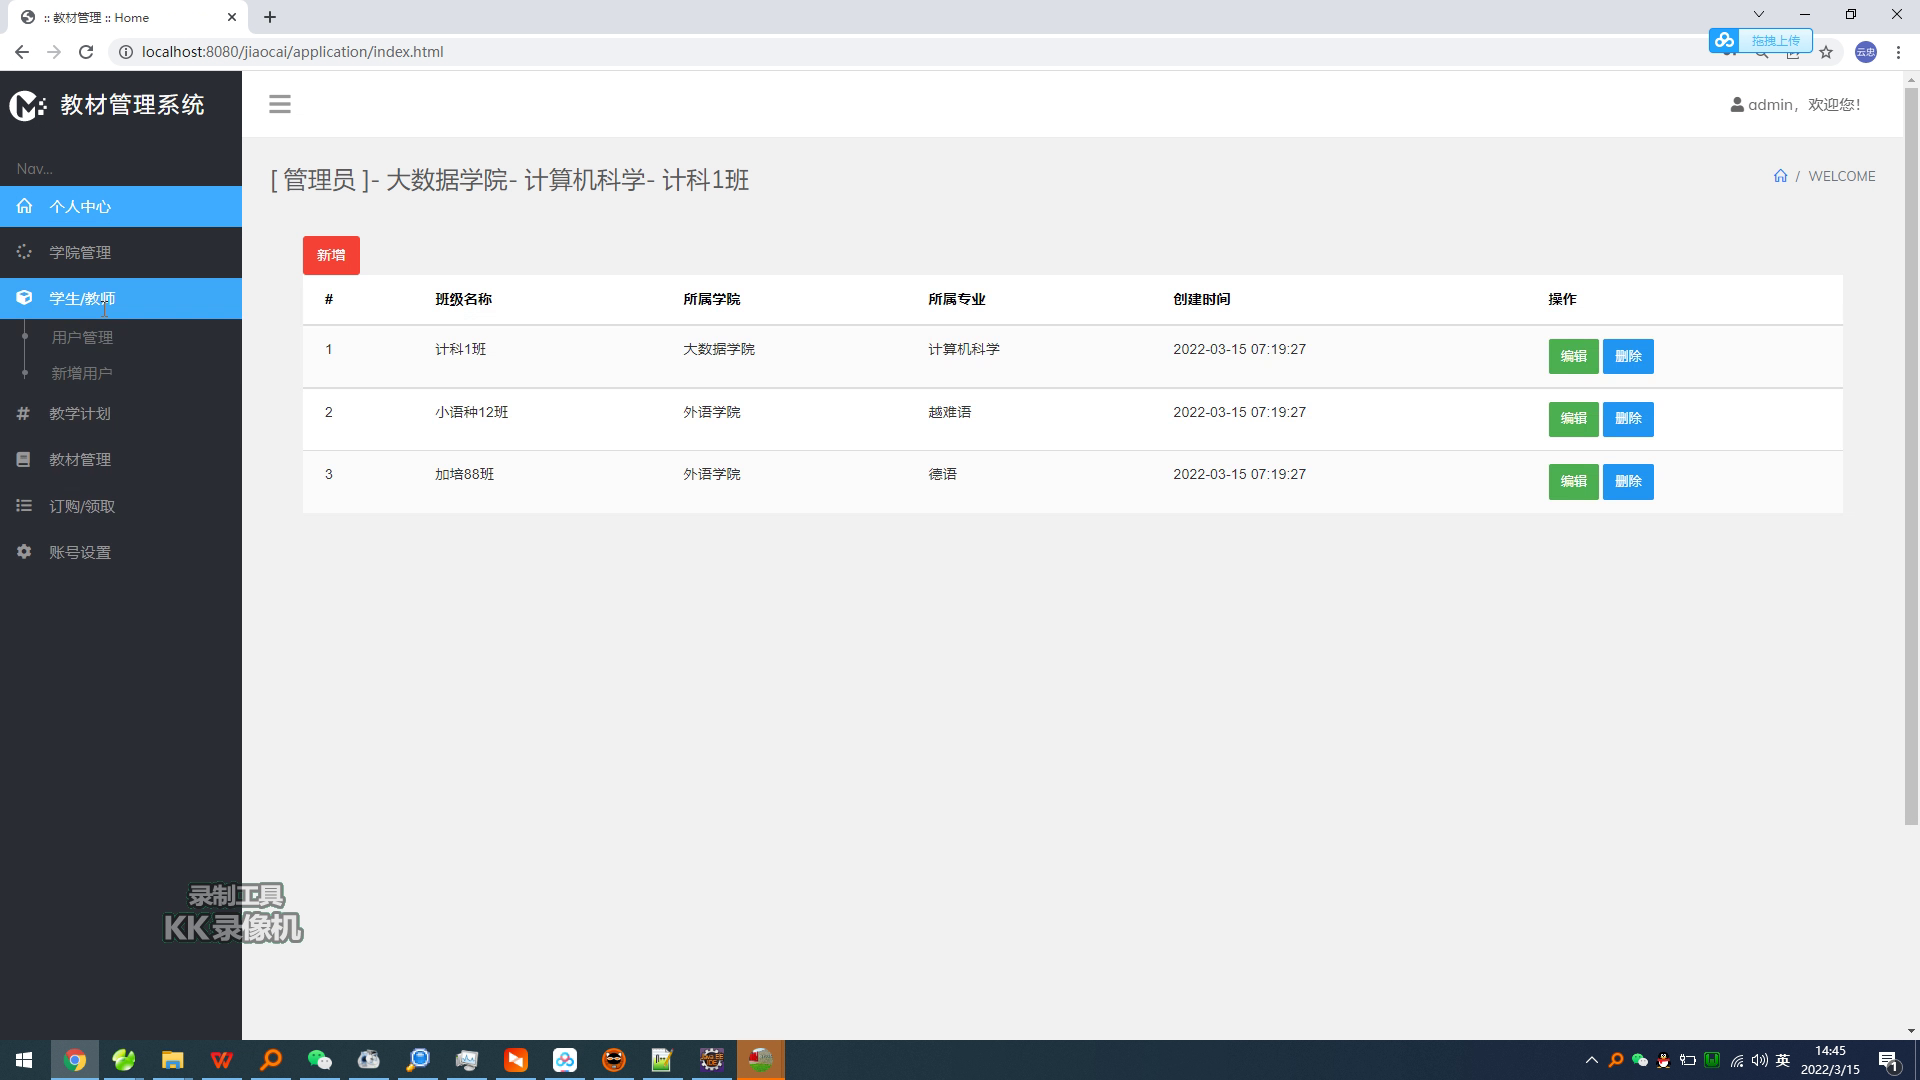 :: 教材管理 :: Home
localhost:8080/jiaocai/application/index.html
拖拽上传
云忠
教材管理系统
admin，欢迎您！
Nav...
个人中心
学院管理
学生/教师
用户管理
新增用户
教学计划
教材管理
订购/领取
账号设置
[ 管理员 ]- 大数据学院- 计算机科学- 计科1班
/ WELCOME
新增
# 班级名称 所属学院 所属专业 创建时间 操作
1 计科1班 大数据学院 计算机科学 2022-03-15 07:19:27 编辑 删除
2 小语种12班 外语学院 越难语 2022-03-15 07:19:27 编辑 删除
3 加培88班 外语学院 德语 2022-03-15 07:19:27 编辑 删除
录制工具
KK录像机
英
14:45
2022/3/15
1